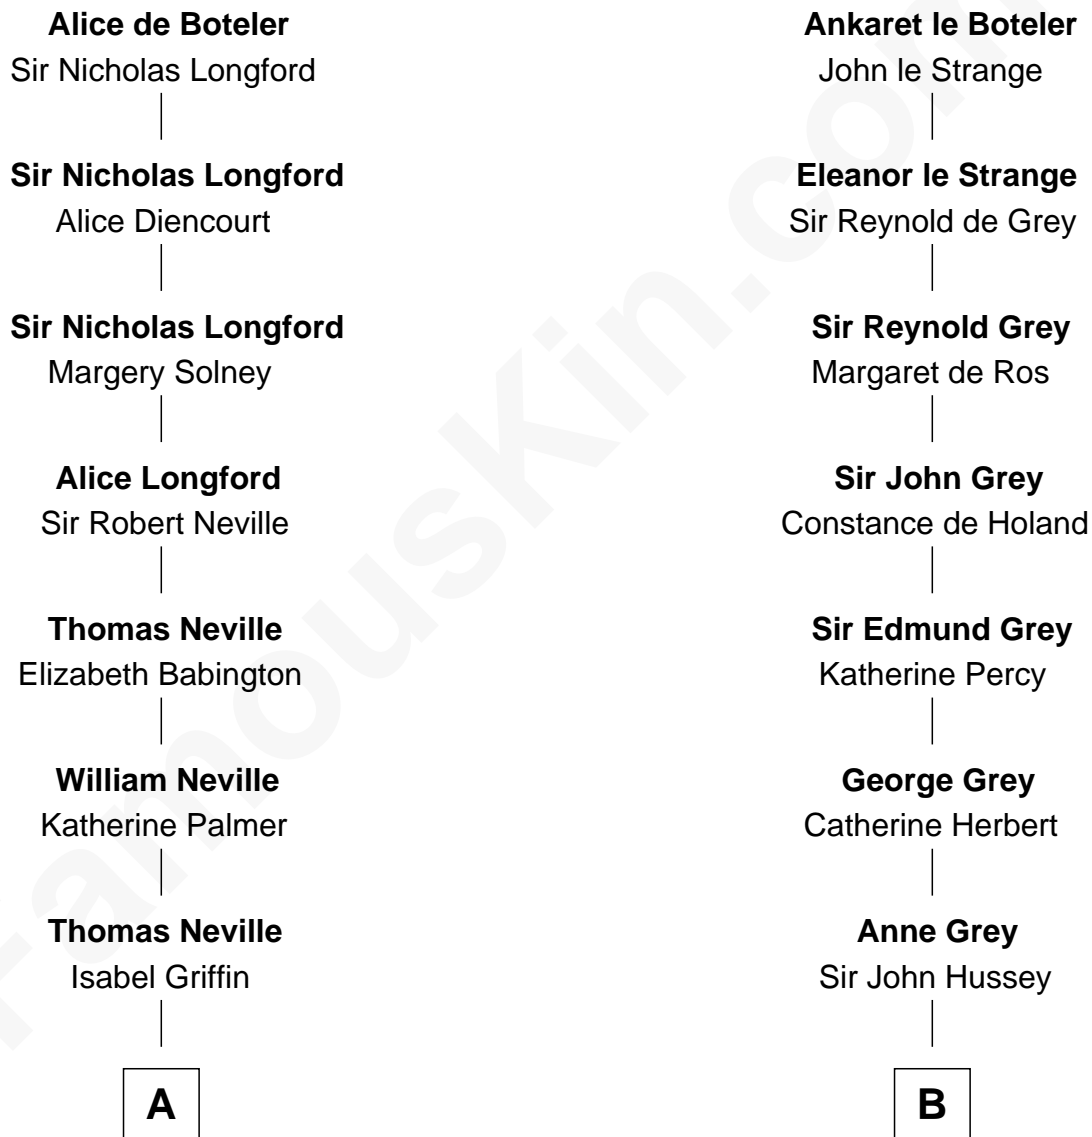 Alice de Boteler
Sir Nicholas Longford
Sir Nicholas Longford
Alice Diencourt
Sir Nicholas Longford
Margery Solney
Alice Longford
Sir Robert Neville
Thomas Neville
Elizabeth Babington
William Neville
Katherine Palmer
Thomas Neville
Isabel Griffin
A
Ankaret le Boteler
John le Strange
Eleanor le Strange
Sir Reynold de Grey
Sir Reynold Grey
Margaret de Ros
Sir John Grey
Constance de Holand
Sir Edmund Grey
Katherine Percy
George Grey
Catherine Herbert
Anne Grey
Sir John Hussey
B
FamousKin.com